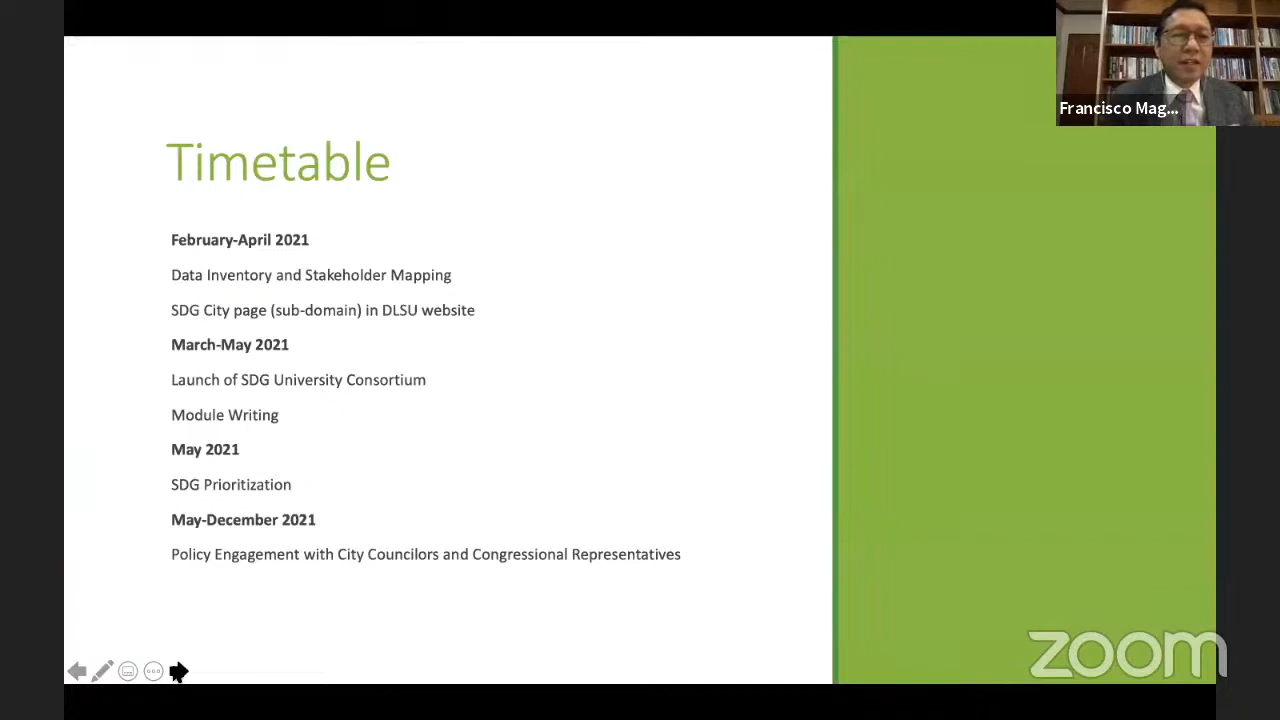 Francisco Mag...
Timetable
February-April 2021
Data Inventory and Stakeholder Mapping
SDG City page (sub-domain) in DLSU website
March-May 2021
Launch of SDG University Consortium
Module Writing
May 2021
SDG Prioritization
May-December 2021
Policy Engagement with City Councilors and Congressional Representatives
zoom